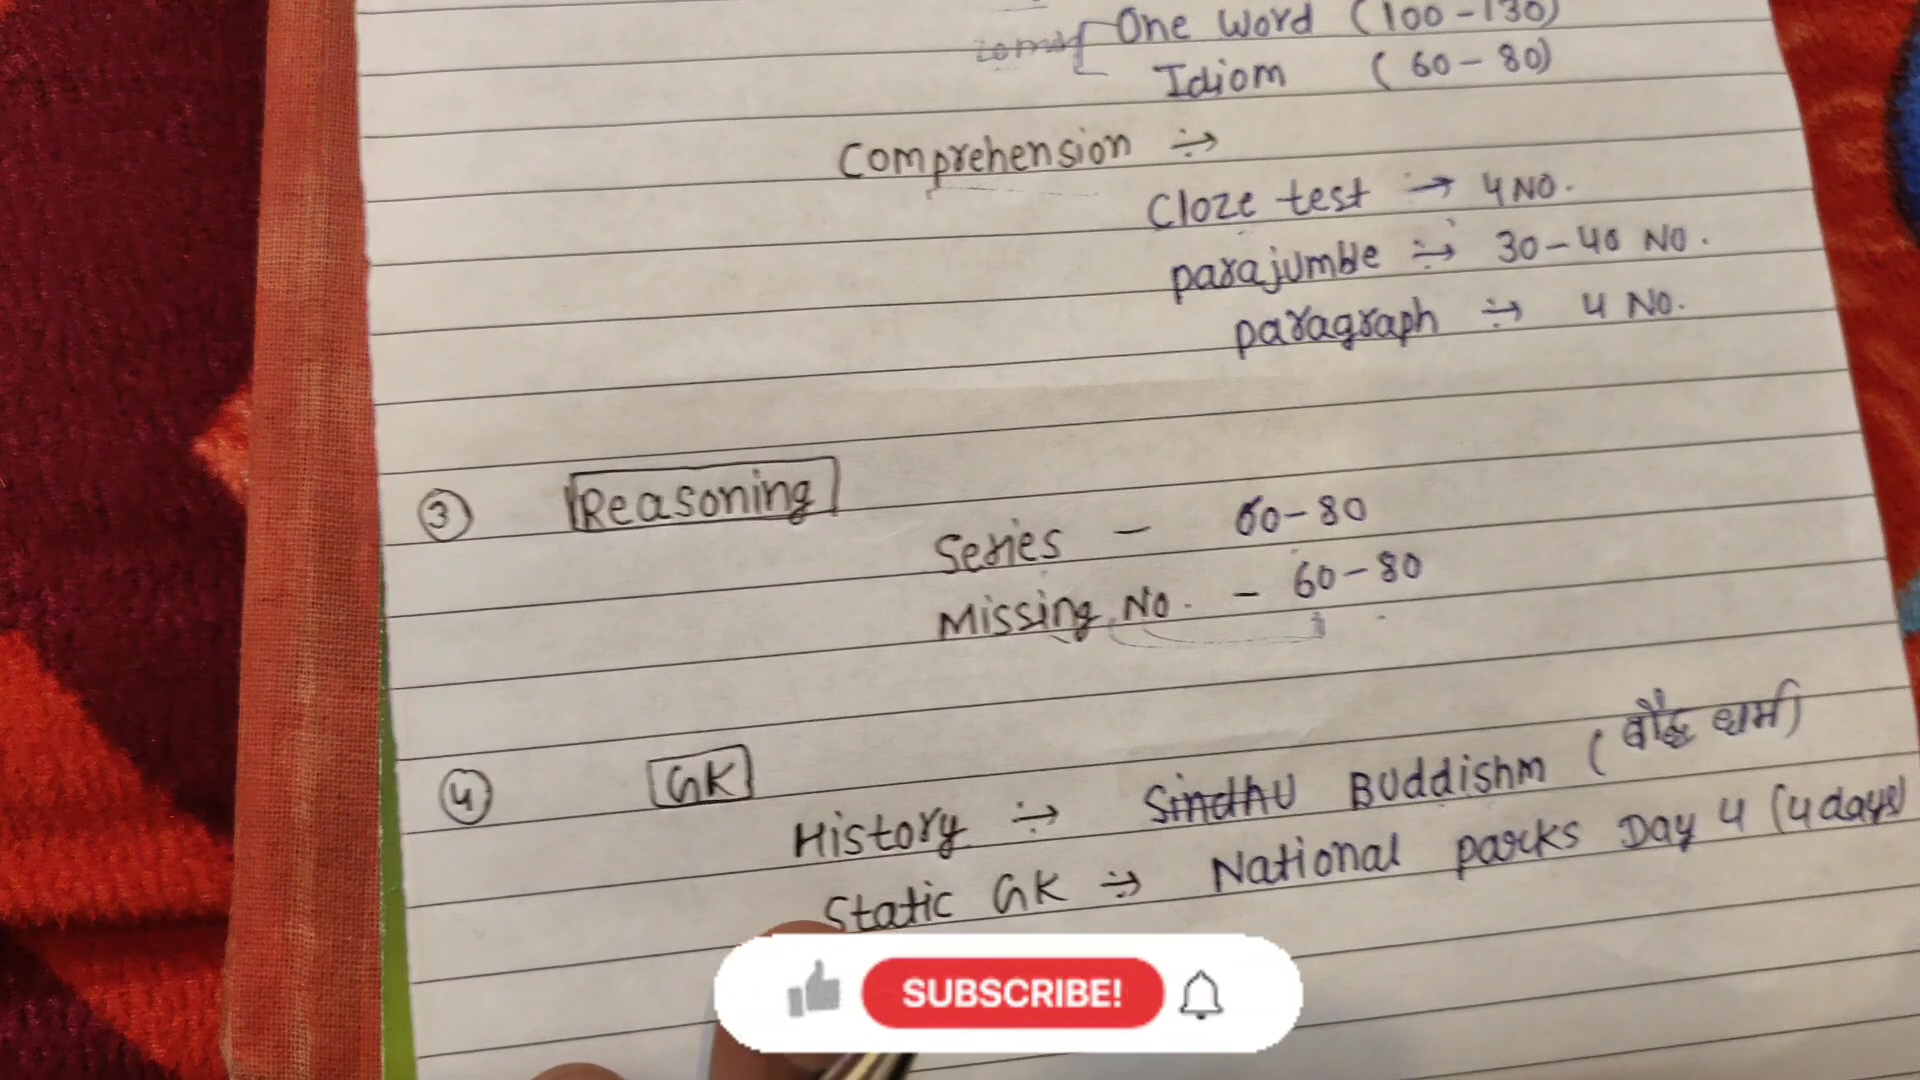 One Word (100-130)
Idiom (60-80)
Comprehension ÷>
Cloze test → 4 NO.
parajumble ÷> 30-40 NO.
paragraph ÷> 4 No.
③ Reasoning
Series - 60-80
Missing No. - 60-80
④ GK
History ÷> Sindhu Buddishm (बौद्ध धर्म)
Static GK ÷> National parks Day 4 (4 days)
SUBSCRIBE!